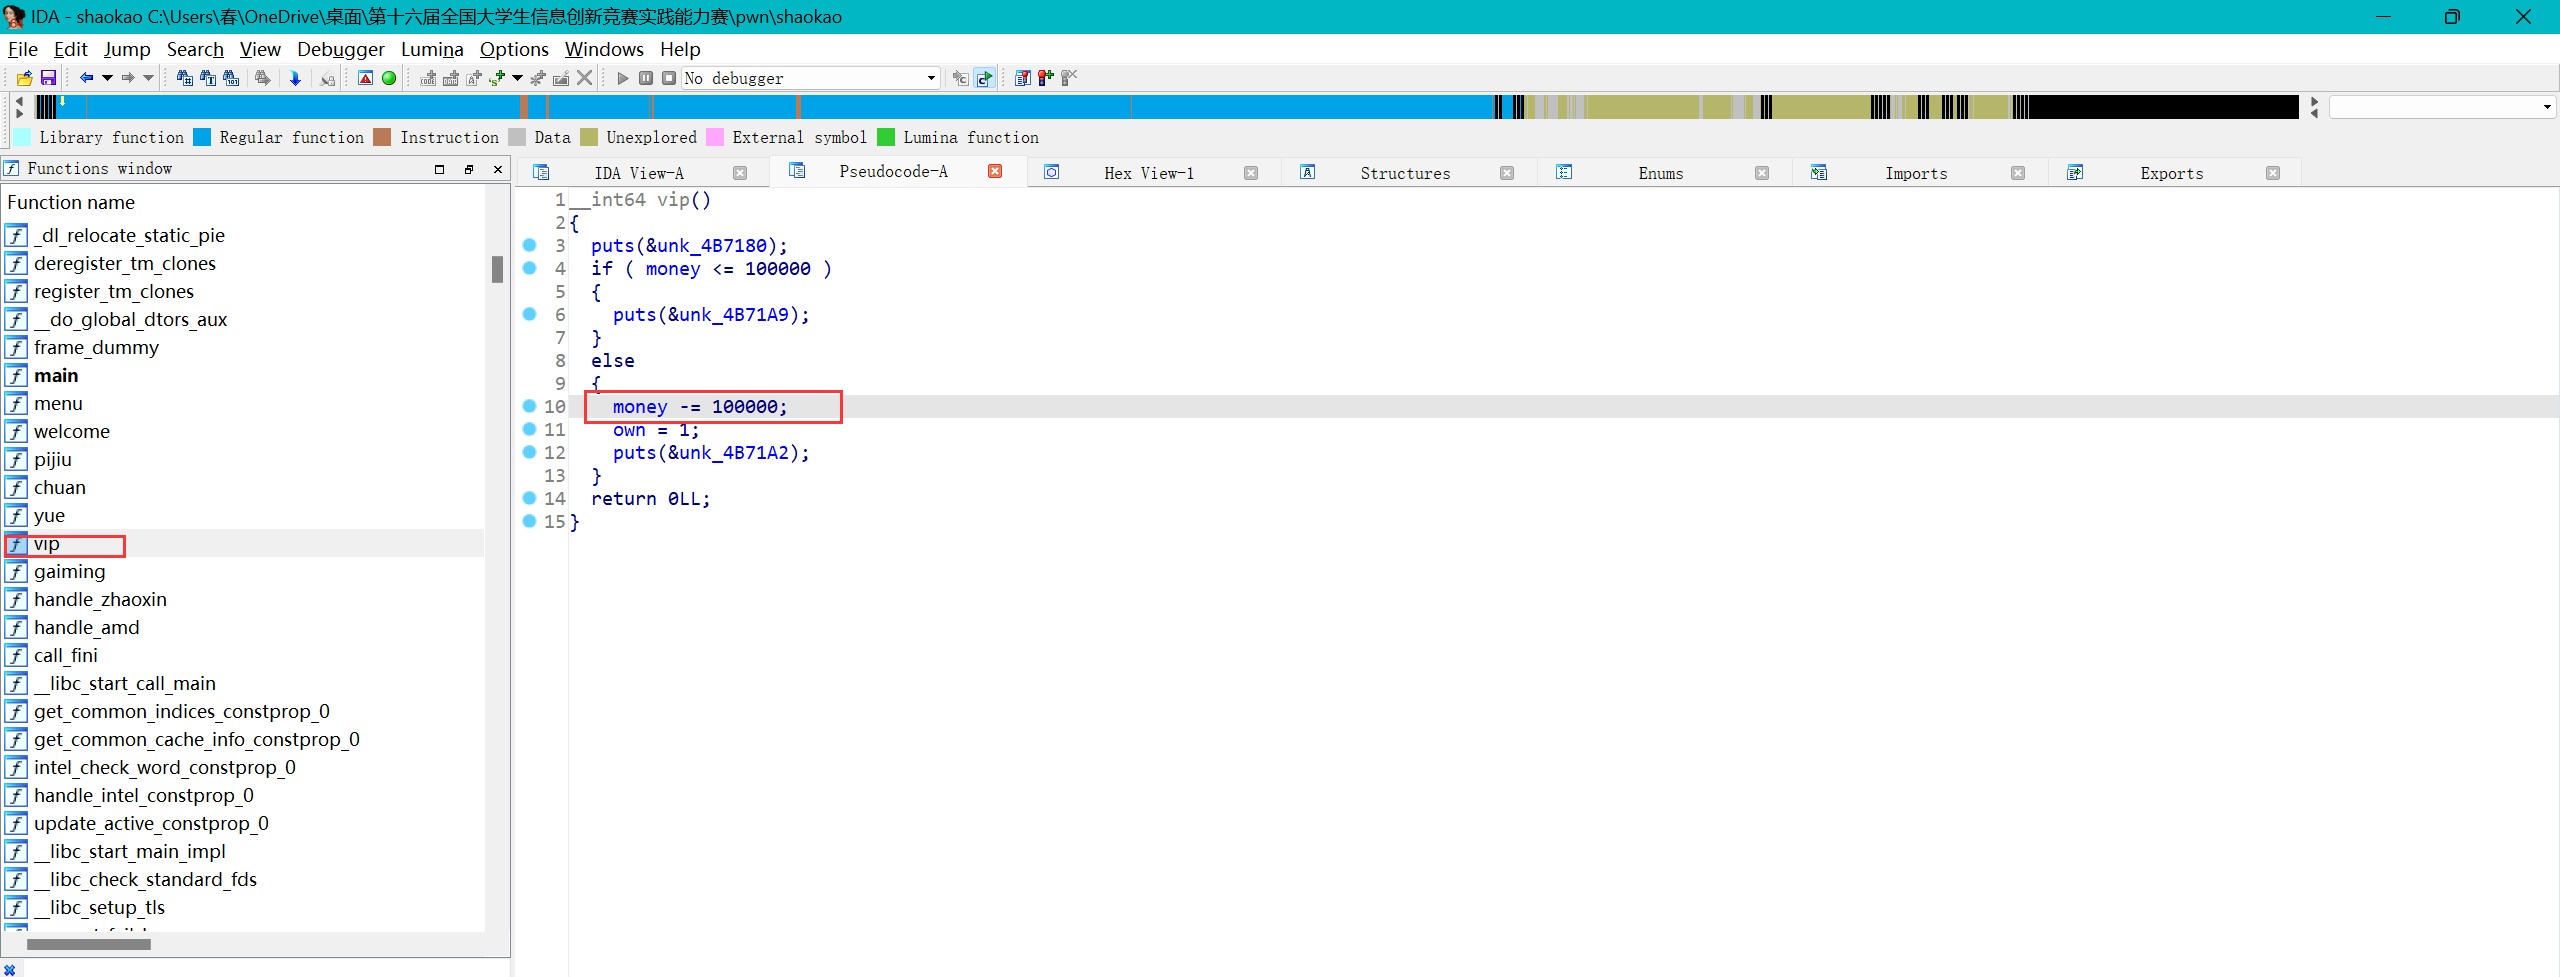 IDA - shaokao C:\Users\春\OneDrive\桌面\第十六届全国大学生信息创新竞赛实践能力赛\pwn\shaokao
File Edit Jump Search View Debugger Lumina Options Windows Help
No debugger
Library function Regular function Instruction Data Unexplored External symbol Lumina function
Functions window
IDA View-A Pseudocode-A Hex View-1 Structures Enums Imports Exports
Function name
_dl_relocate_static_pie
deregister_tm_clones
register_tm_clones
__do_global_dtors_aux
frame_dummy
main
menu
welcome
pijiu
chuan
yue
vip
gaiming
handle_zhaoxin
handle_amd
call_fini
__libc_start_call_main
get_common_indices_constprop_0
get_common_cache_info_constprop_0
intel_check_word_constprop_0
handle_intel_constprop_0
update_active_constprop_0
__libc_start_main_impl
__libc_check_standard_fds
__libc_setup_tls
1 __int64 vip()
2 {
3 puts(&unk_4B7180);
4 if ( money <= 100000 )
5 {
6 puts(&unk_4B71A9);
7 }
8 else
9 {
10 money -= 100000;
11 own = 1;
12 puts(&unk_4B71A2);
13 }
14 return 0LL;
15 }